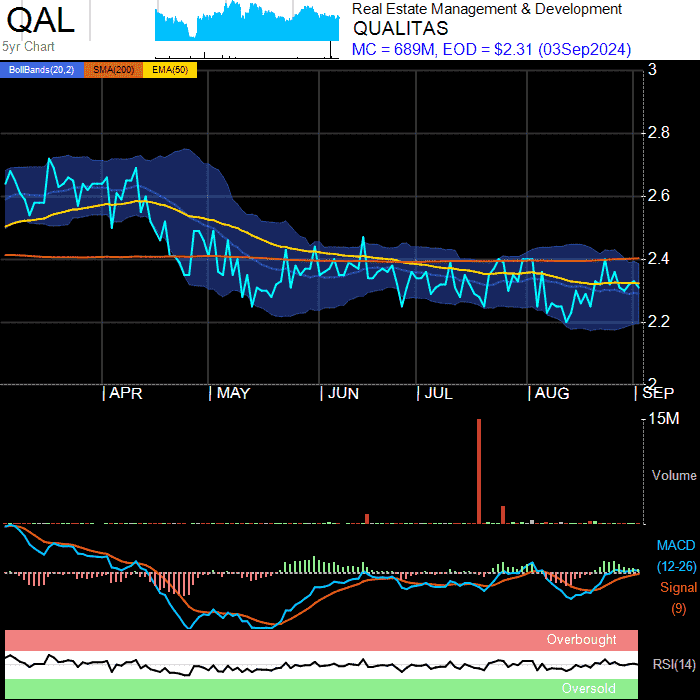 QAL
Real Estate Management & Development
QUALITAS
5yr Chart
MC = 689M, EOD = $2.31 (03Sep2024)
BollBands(20,2) SMA(200) EMA(50)
3
2.8
2.6
2.4
2.2
2
APR MAY JUN JUL AUG SEP
15M
Volume
MACD
(12-26)
Signal
(9)
Overbought
RSI(14)
Oversold